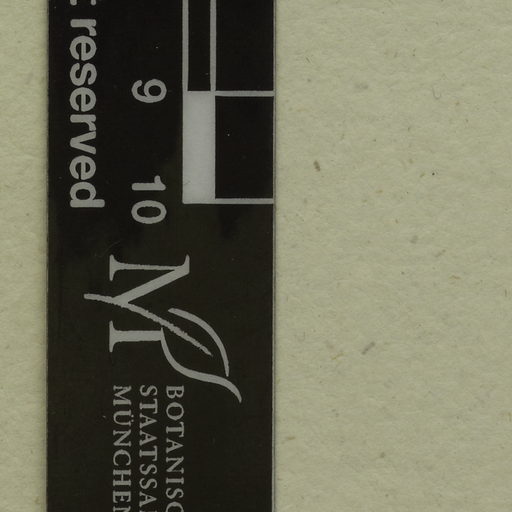 reserved
9
10
M
BOTANISC
STAATSSA
MÜNCHEN